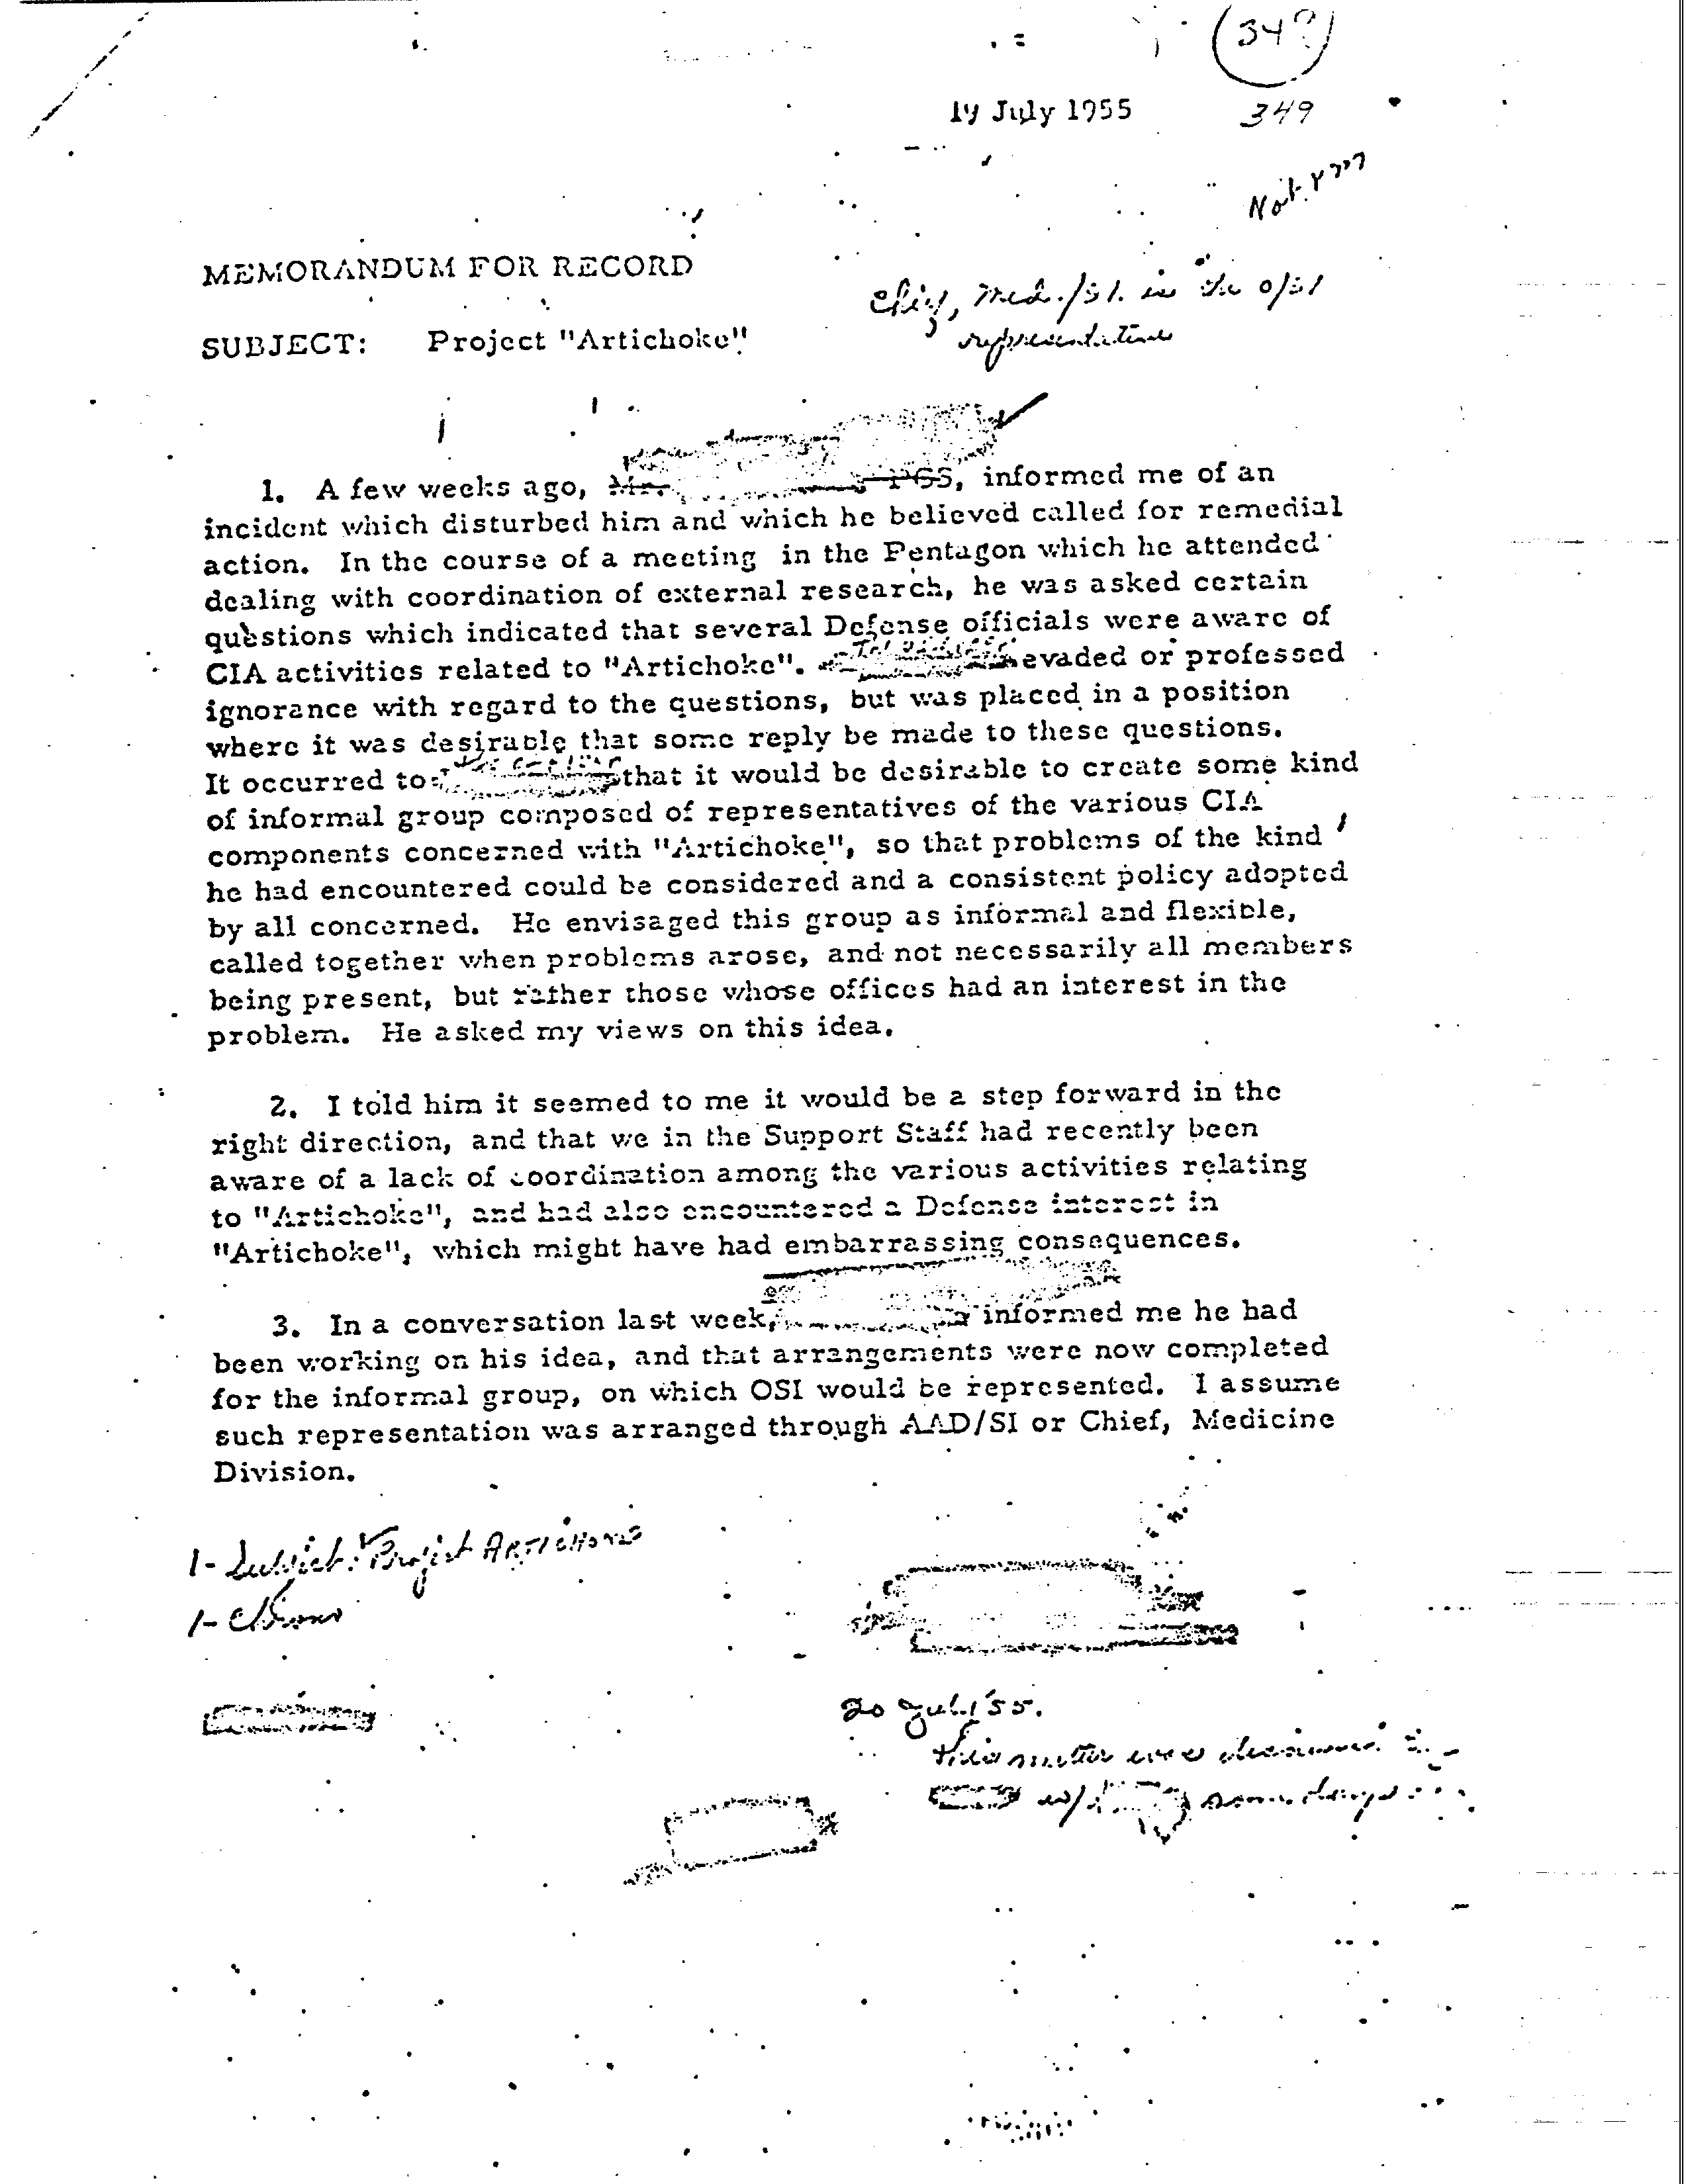 349
19 July 1955
MEMORANDUM FOR RECORD
Chief, Med./SI. is the O/SI
representative
SUBJECT: Project "Artichoke"
1. A few weeks ago, Mr. PGS, informed me of an
incident which disturbed him and which he believed called for remedial
action. In the course of a meeting in the Pentagon which he attended
dealing with coordination of external research, he was asked certain
questions which indicated that several Defense officials were aware of
CIA activities related to "Artichoke". evaded or professed
ignorance with regard to the questions, but was placed in a position
where it was desirable that some reply be made to these questions.
It occurred to that it would be desirable to create some kind
of informal group composed of representatives of the various CIA
components concerned with "Artichoke", so that problems of the kind
he had encountered could be considered and a consistent policy adopted
by all concerned. He envisaged this group as informal and flexible,
called together when problems arose, and not necessarily all members
being present, but rather those whose offices had an interest in the
problem. He asked my views on this idea.
2. I told him it seemed to me it would be a step forward in the
right direction, and that we in the Support Staff had recently been
aware of a lack of coordination among the various activities relating
to "Artichoke", and had also encountered a Defense interest in
"Artichoke", which might have had embarrassing consequences.
3. In a conversation last week, informed me he had
been working on his idea, and that arrangements were now completed
for the informal group, on which OSI would be represented. I assume
such representation was arranged through AAD/SI or Chief, Medicine
Division.
1- Subject: Project ARTICHOKE
1- Chrono
20 Jul. '55.
This matter was discussed
w/ some days